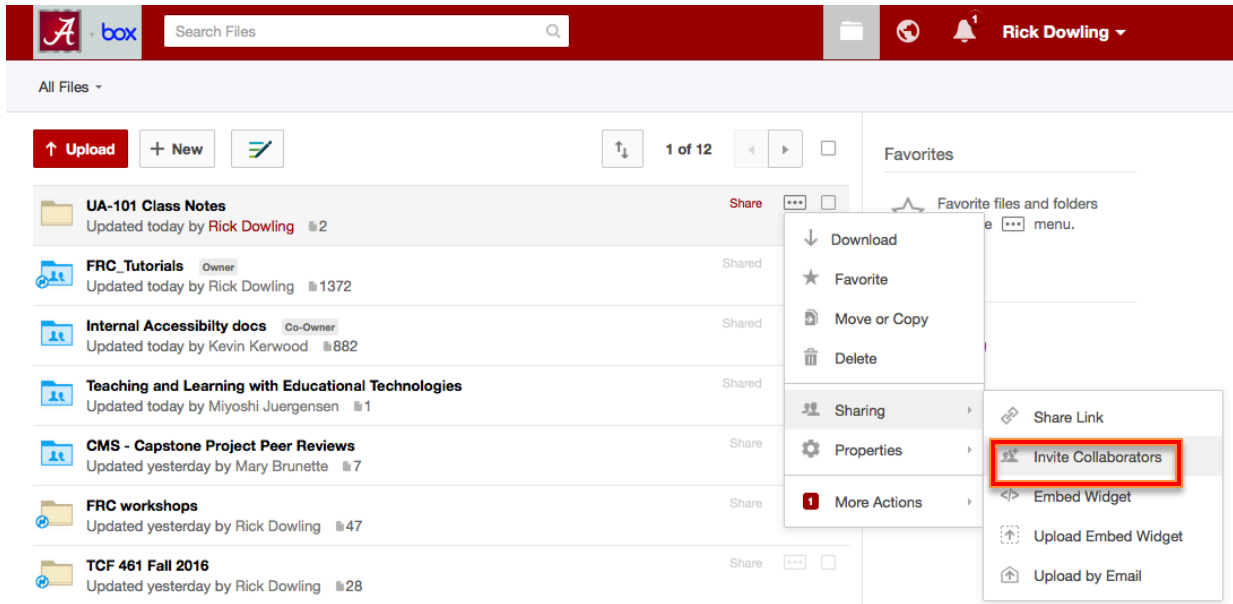 A + box
Search Files
1
Rick Dowling
All Files
Upload
New
1 of 12
Favorites
UA-101 Class Notes
Share
Updated today by Rick Dowling 2
Favorite files and folders
e ... menu.
Download
FRC_Tutorials Owner
Shared
Updated today by Rick Dowling 1372
Favorite
Internal Accessibilty docs Co-Owner
Shared
Updated today by Kevin Kerwood 882
Move or Copy
Delete
Teaching and Learning with Educational Technologies
Shared
Updated today by Miyoshi Juergensen 1
Sharing
Share Link
CMS - Capstone Project Peer Reviews
Share
Updated yesterday by Mary Brunette 7
Properties
Invite Collaborators
FRC workshops
Share
Updated yesterday by Rick Dowling 47
1 More Actions
</> Embed Widget
Upload Embed Widget
TCF 461 Fall 2016
Share
Updated yesterday by Rick Dowling 28
Upload by Email